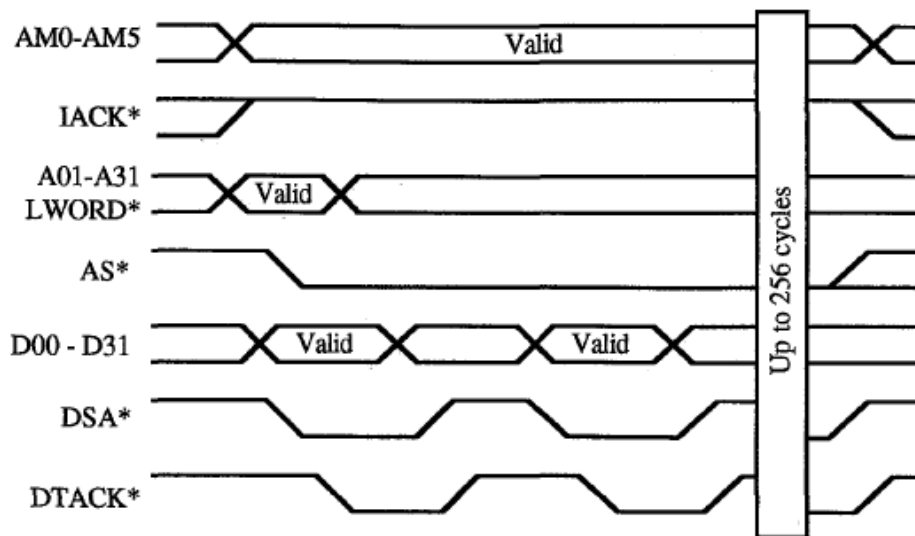 AM0-AM5
Valid
IACK*
A01-A31
Valid
LWORD*
AS*
D00 - D31
Valid
Valid
DSA*
DTACK*
Up to 256 cycles